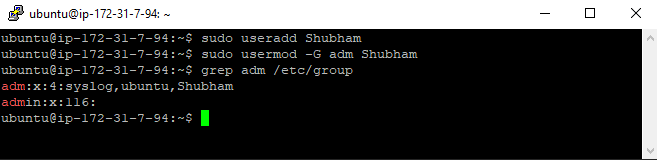 ubuntu@ip-172-31-7-94: ~
ubuntu@ip-172-31-7-94:~$ sudo useradd Shubham
ubuntu@ip-172-31-7-94:~$ sudo usermod -G adm Shubham
ubuntu@ip-172-31-7-94:~$ grep adm /etc/group
adm:x:4:syslog,ubuntu,Shubham
admin:x:116:
ubuntu@ip-172-31-7-94:~$